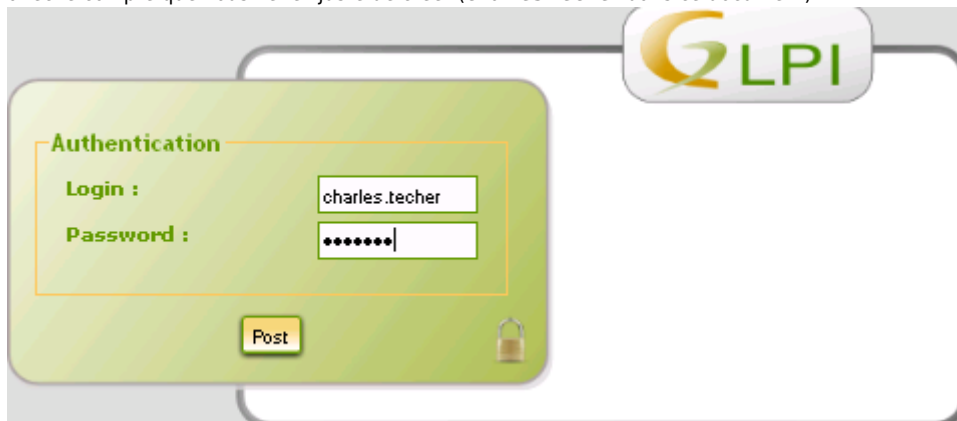 GLPI
Authentication
Login :
charles.techer
Password :
•••••••
Post